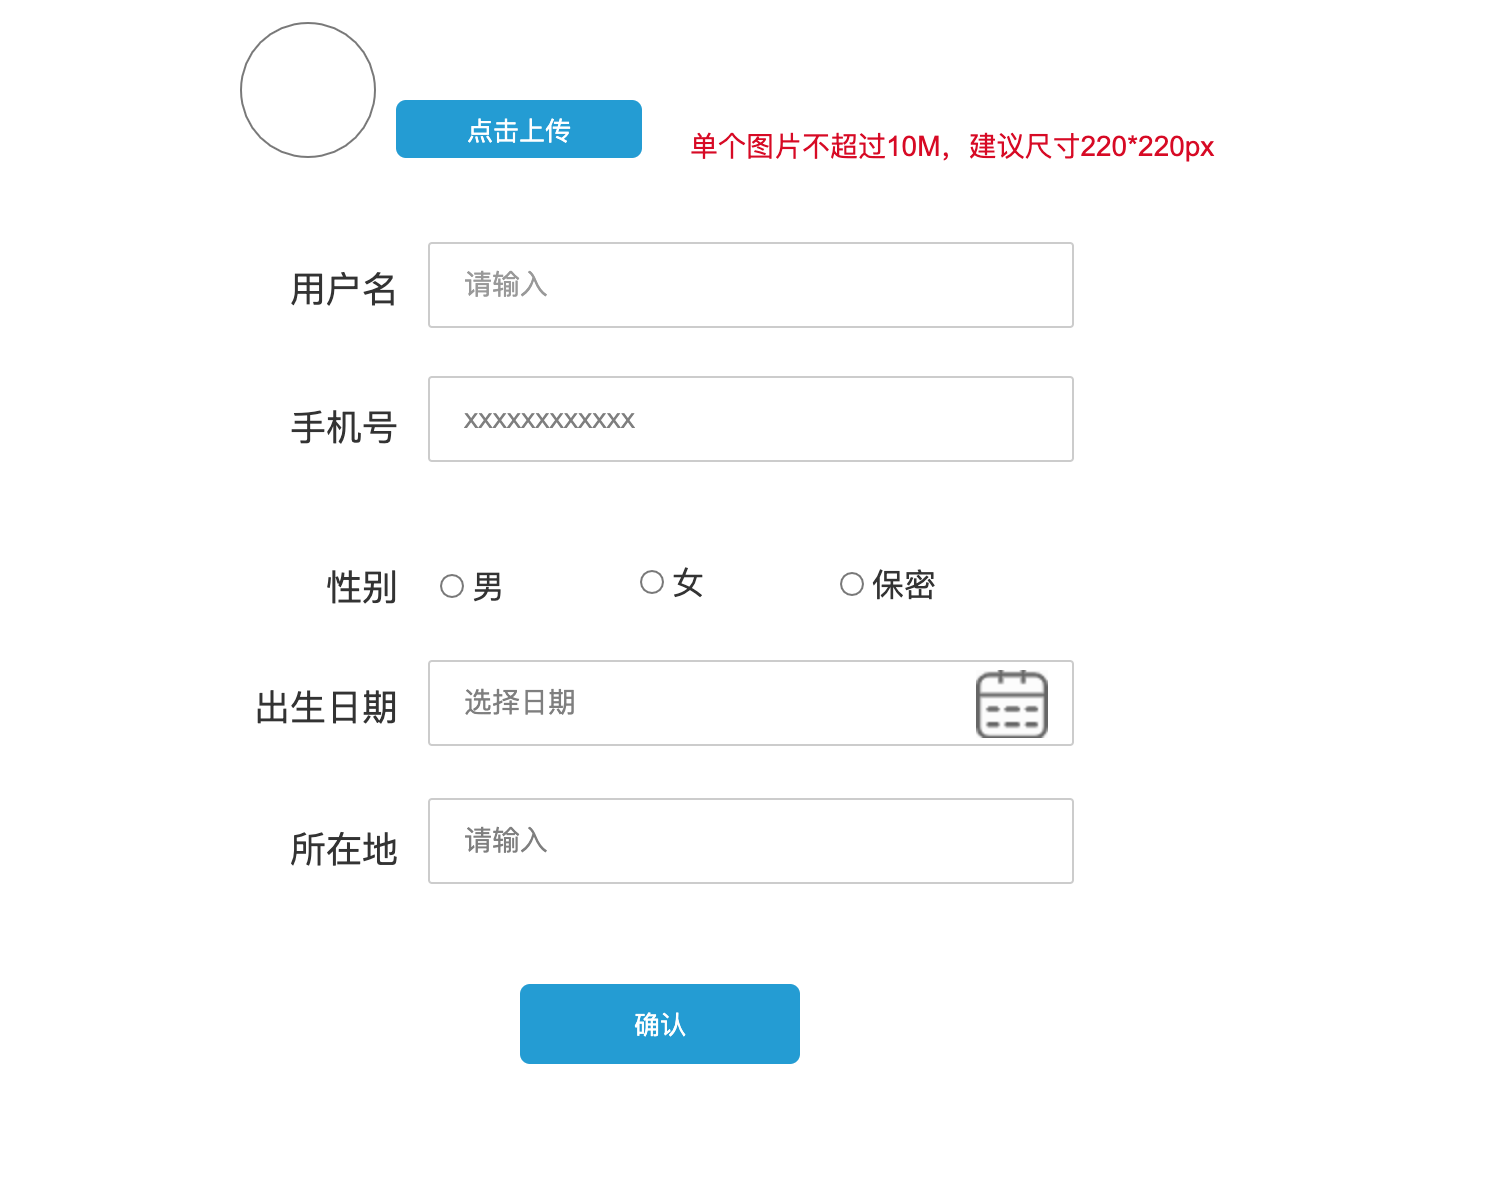 点击上传
单个图片不超过10M，建议尺寸220*220px
用户名 请输入
手机号 xxxxxxxxxxxx
性别 男 女 保密
出生日期 选择日期
所在地 请输入
确认